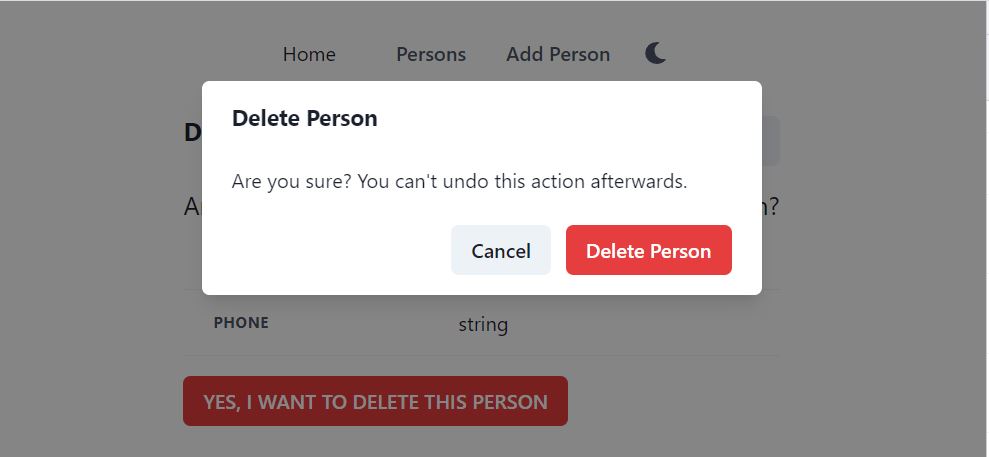 Home Persons Add Person
Delete Person
Are you sure? You can't undo this action afterwards.
Cancel Delete Person
PHONE string
YES, I WANT TO DELETE THIS PERSON